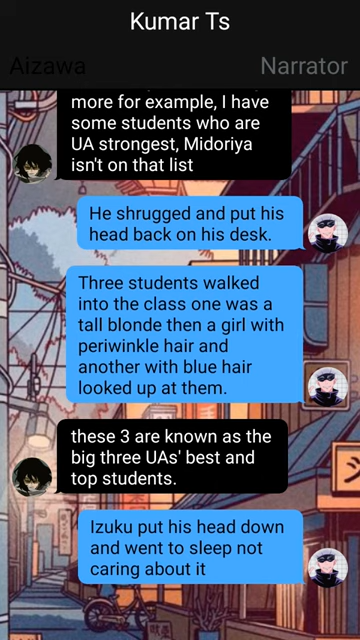 Kumar Ts
Aizawa
Narrator
more for example, I have
some students who are
UA strongest, Midoriya
isn't on that list
He shrugged and put his
head back on his desk.
Three students walked
into the class one was a
tall blonde then a girl with
periwinkle hair and
another with blue hair
looked up at them.
these 3 are known as the
big three UAs' best and
top students.
Izuku put his head down
and went to sleep not
caring about it